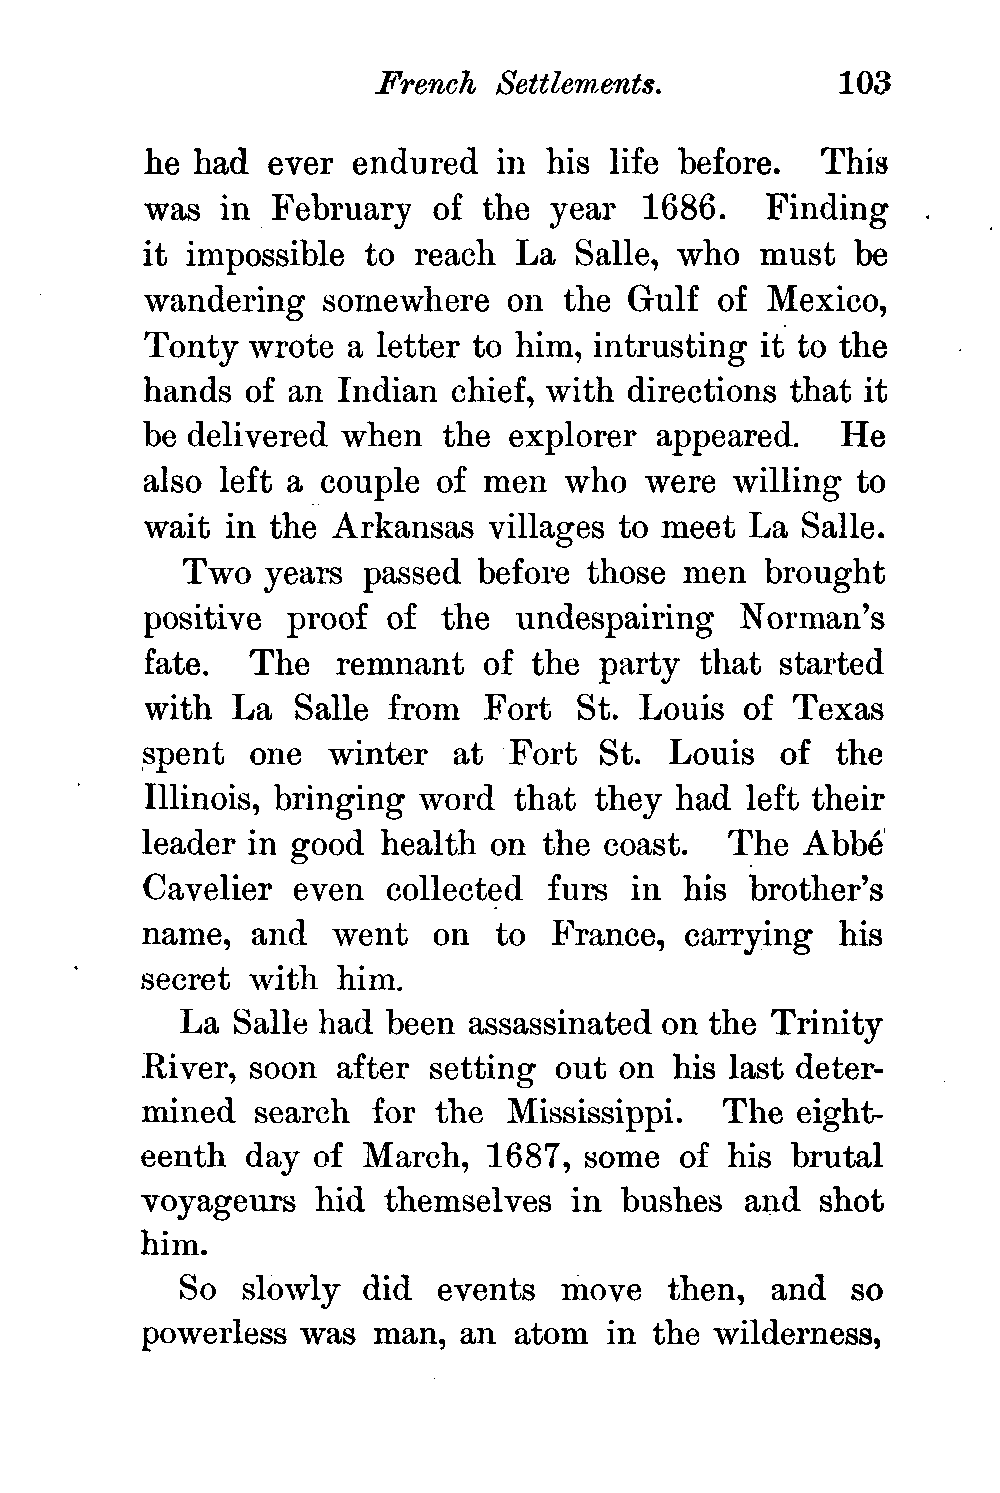 French Settlements. 103
he had ever endured in his life before. This
was in February of the year 1686. Finding
it impossible to reach La Salle, who must be
wandering somewhere on the Gulf of Mexico,
Tonty wrote a letter to him, intrusting it to the
hands of an Indian chief, with directions that it
be delivered when the explorer appeared. He
also left a couple of men who were willing to
wait in the Arkansas villages to meet La Salle.
Two years passed before those men brought
positive proof of the undespairing Norman's
fate. The remnant of the party that started
with La Salle from Fort St. Louis of Texas
spent one winter at Fort St. Louis of the
Illinois, bringing word that they had left their
leader in good health on the coast. The Abbé
Cavelier even collected furs in his brother's
name, and went on to France, carrying his
secret with him.
La Salle had been assassinated on the Trinity
River, soon after setting out on his last deter-
mined search for the Mississippi. The eight-
eenth day of March, 1687, some of his brutal
voyageurs hid themselves in bushes and shot
him.
So slowly did events move then, and so
powerless was man, an atom in the wilderness,